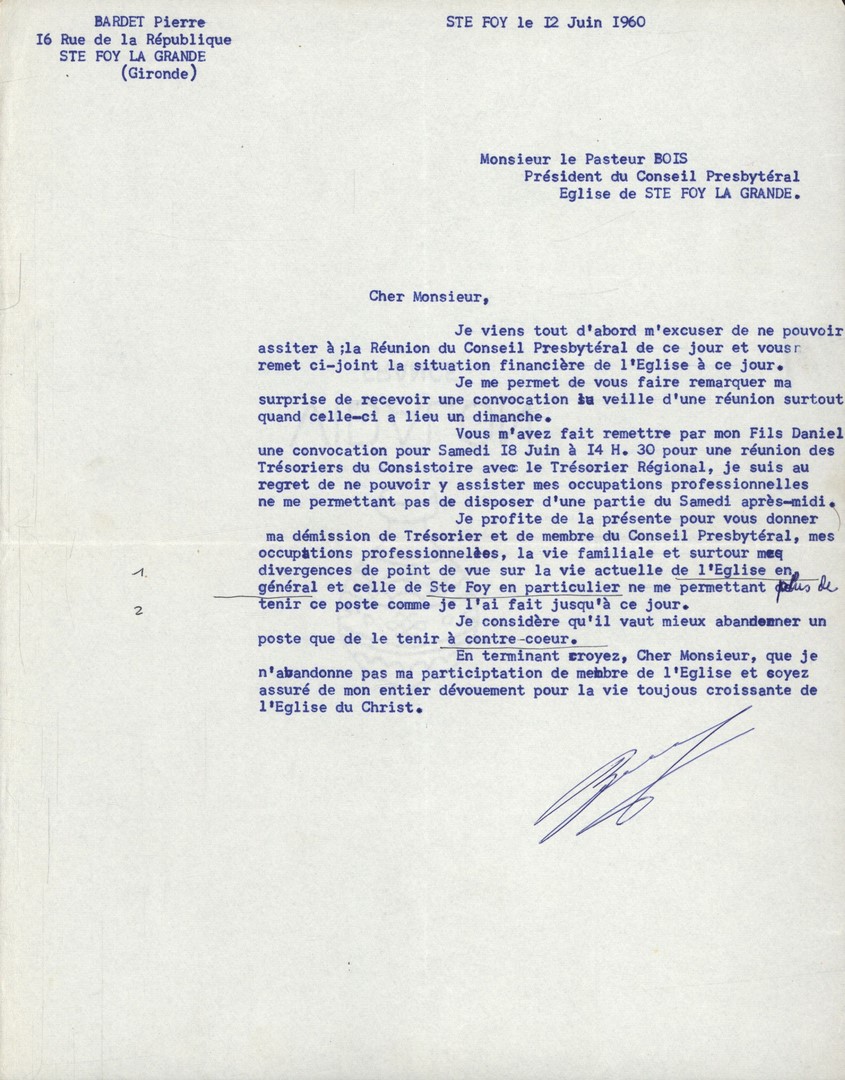 BARDET Pierre
I6 Rue de la République
STE FOY LA GRANDE
(Gironde)
STE FOY le I2 Juin I960
Monsieur le Pasteur BOIS
Président du Conseil Presbytéral
Eglise de STE FOY LA GRANDE.
Cher Monsieur,
Je viens tout d'abord m'excuser de ne pouvoir
assiter à ;la Réunion du Conseil Presbytéral de ce jour et vous
remet ci-joint la situation financière de l'Eglise à ce jour.
Je me permet de vous faire remarquer ma
surprise de recevoir une convocation la veille d'une réunion surtout
quand celle-ci a lieu un dimanche.
Vous m'avez fait remettre par mon Fils Daniel
une convocation pour Samedi I8 Juin à I4 H. 30 pour une réunion des
Trésoriers du Consistoire avec le Trésorier Régional, je suis au
regret de ne pouvoir y assister mes occupations professionnelles
ne me permettant pas de disposer d'une partie du Samedi après-midi.
Je profite de la présente pour vous donner
ma démission de Trésorier et de membre du Conseil Presbytéral, mes
occupations professionnelles, la vie familiale et surtour meq
1. divergences de point de vue sur la vie actuelle de l'Eglise en
général et celle de Ste Foy en particulier ne me permettant plus de
2 tenir ce poste comme je l'ai fait jusqu'à ce jour.
Je considère qu'il vaut mieux abandonner un
poste que de le tenir à contre-coeur.
En terminant croyez, Cher Monsieur, que je
n'abandonne pas ma participtation de membre de l'Eglise et soyez
assuré de mon entier dévouement pour la vie toujous croissante de
l'Eglise du Christ.